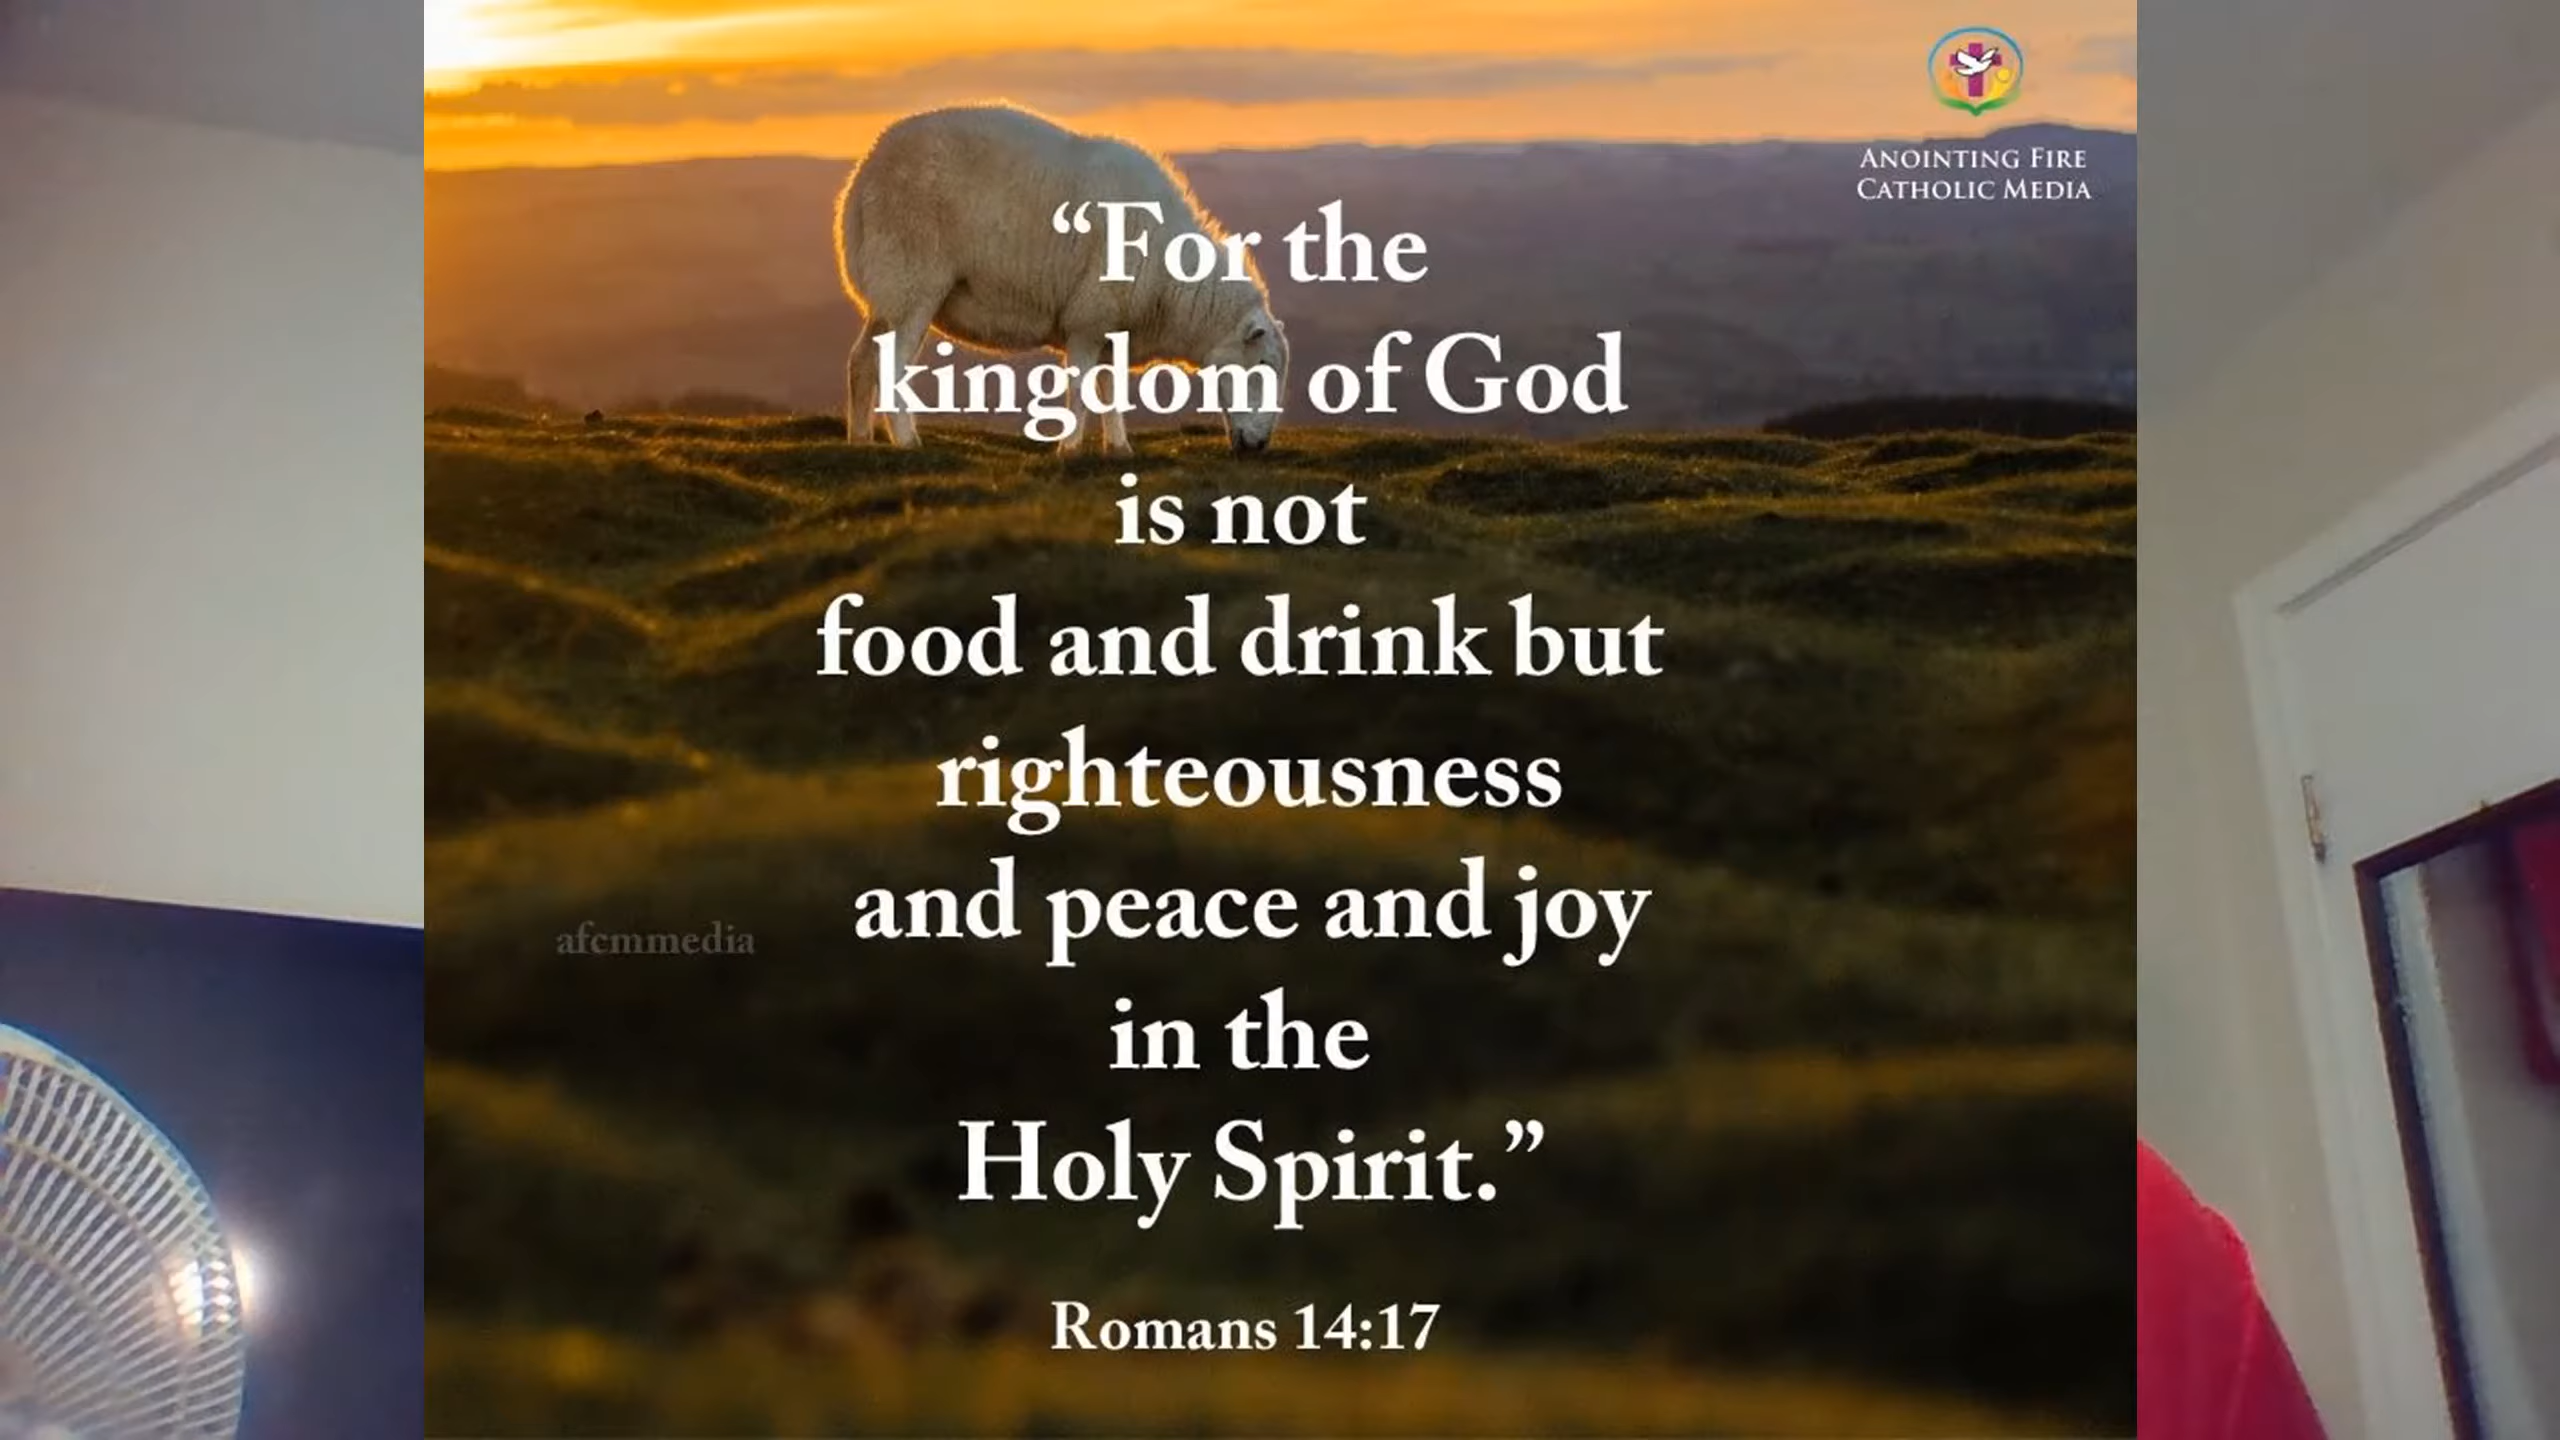 ANOINTING FIRE
CATHOLIC MEDIA
“For the
kingdom of God
is not
food and drink but
righteousness
and peace and joy
in the
Holy Spirit.”
afcmmedia
Romans 14:17